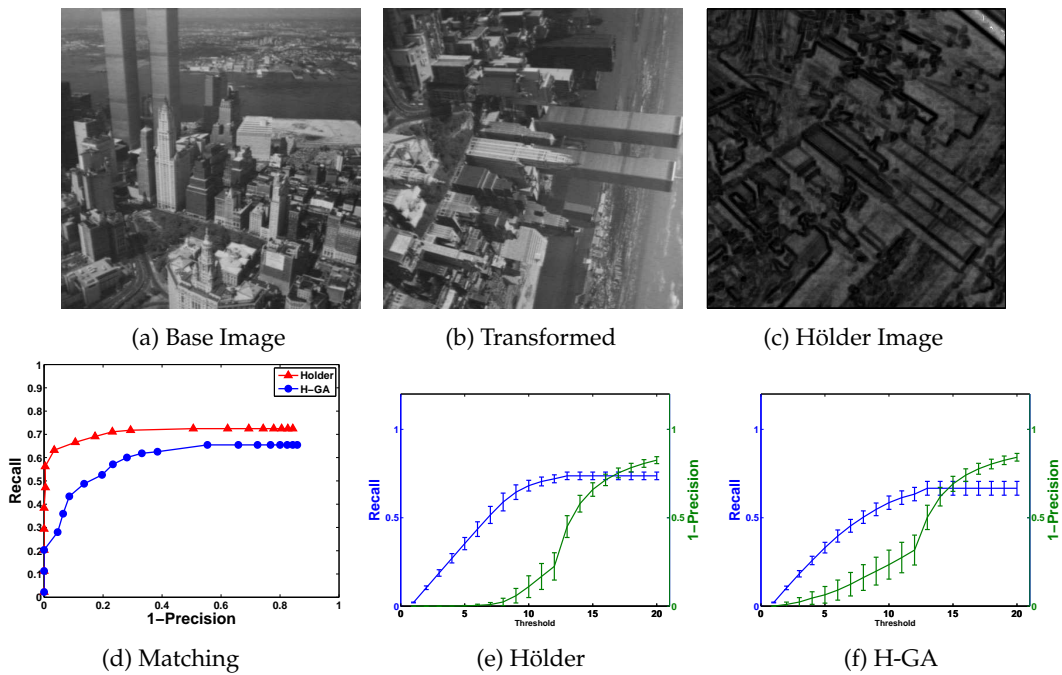 (a) Base Image
(b) Transformed
(c) Hölder Image
1
0.9
0.8
0.7
0.6
0.5
0.4
0.3
0.2
0.1
0
0 0.2 0.4 0.6 0.8 1
Recall
1−Precision
Holder
H−GA
(d) Matching
1
0.5
0
Recall
0 5 10 15 20
Threshold
1
0.5
0
1−Precision
(e) Hölder
1
0.5
0
Recall
0 5 10 15 20
Threshold
1
0.5
0
1−Precision
(f) H-GA